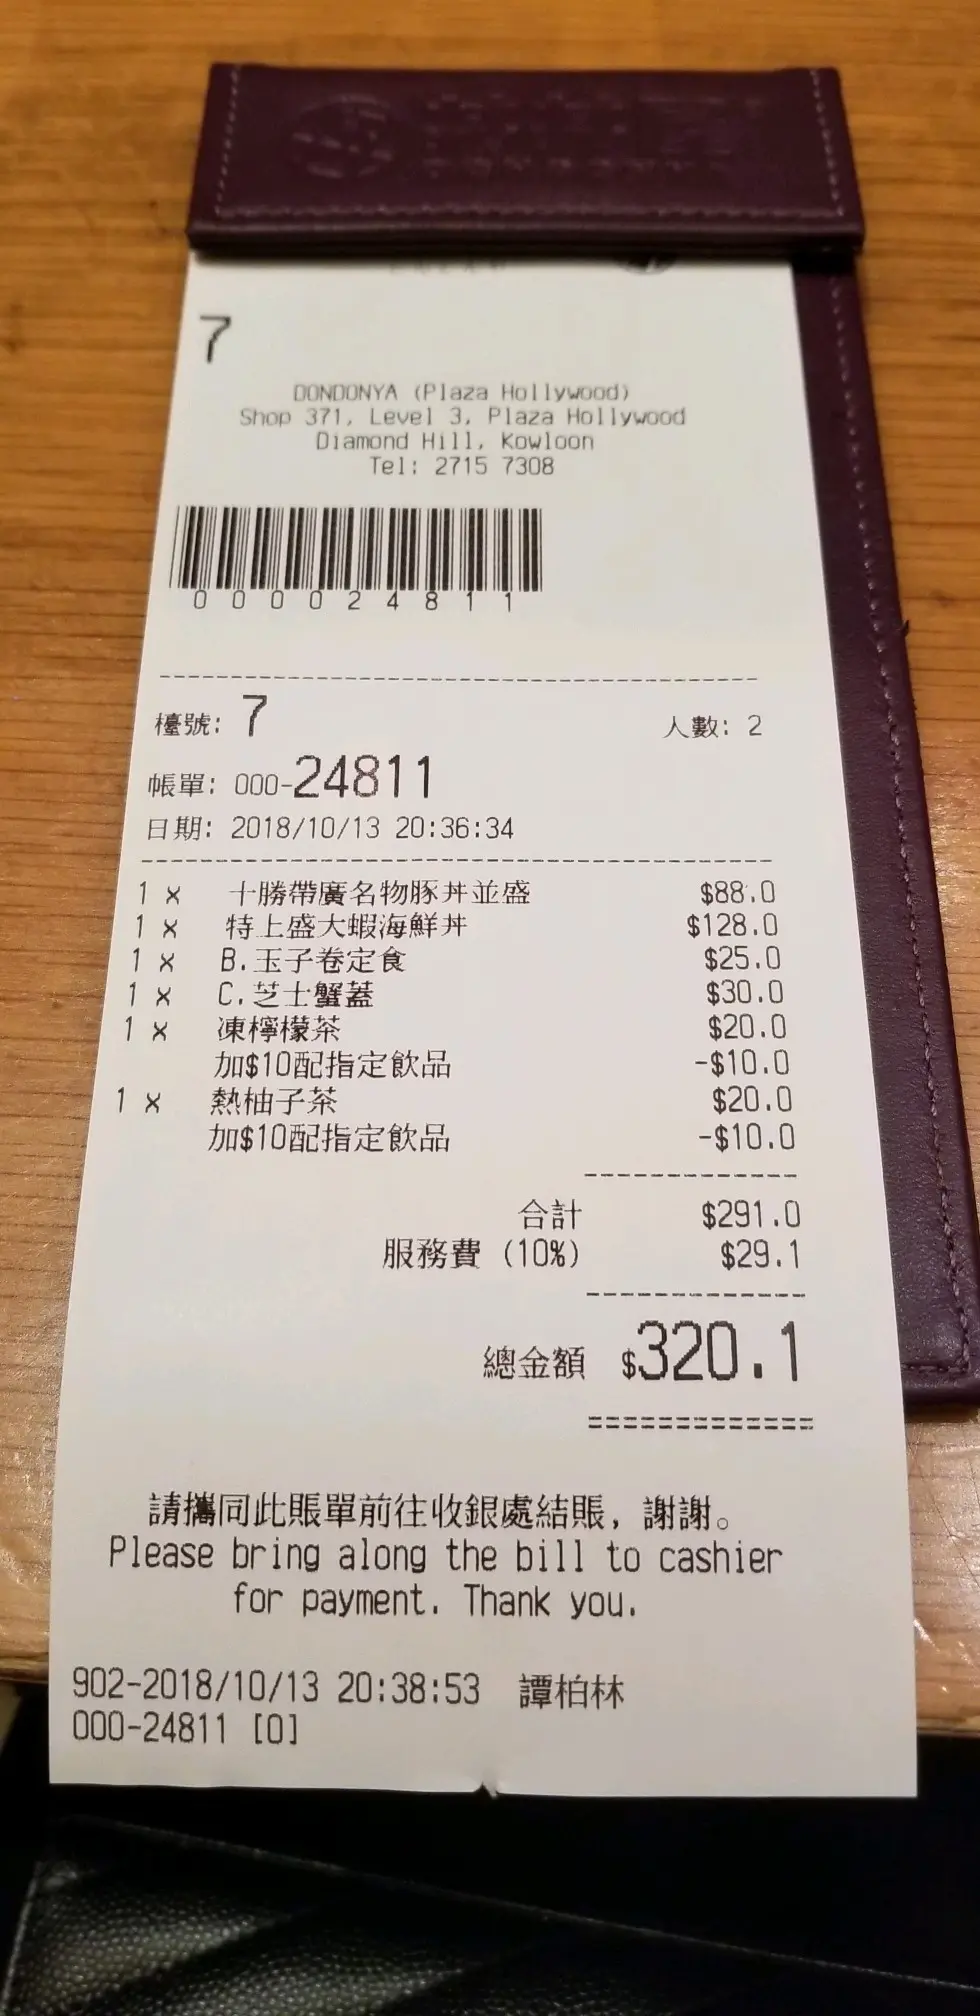 7
DONDONYA (Plaza Hollywood)
Shop 371, Level 3, Plaza Hollywood
Diamond Hill, Kowloon
Tel: 2715 7308
000024811
檯號: 7 人數: 2
帳單: 000-24811
日期: 2018/10/13 20:36:34
1 x 十勝帶廣名物豚丼並盛 $88.0
1 x 特上盛大蝦海鮮丼 $128.0
1 x B.玉子卷定食 $25.0
1 x C.芝士蟹蓋 $30.0
1 x 凍檸檬茶 $20.0
加$10配指定飲品 -$10.0
1 x 熱柚子茶 $20.0
加$10配指定飲品 -$10.0
合計 $291.0
服務費 (10%) $29.1
總金額 $320.1
請攜同此賬單前往收銀處結賬，謝謝。
Please bring along the bill to cashier
for payment. Thank you.
902-2018/10/13 20:38:53 譚柏林
000-24811 [0]